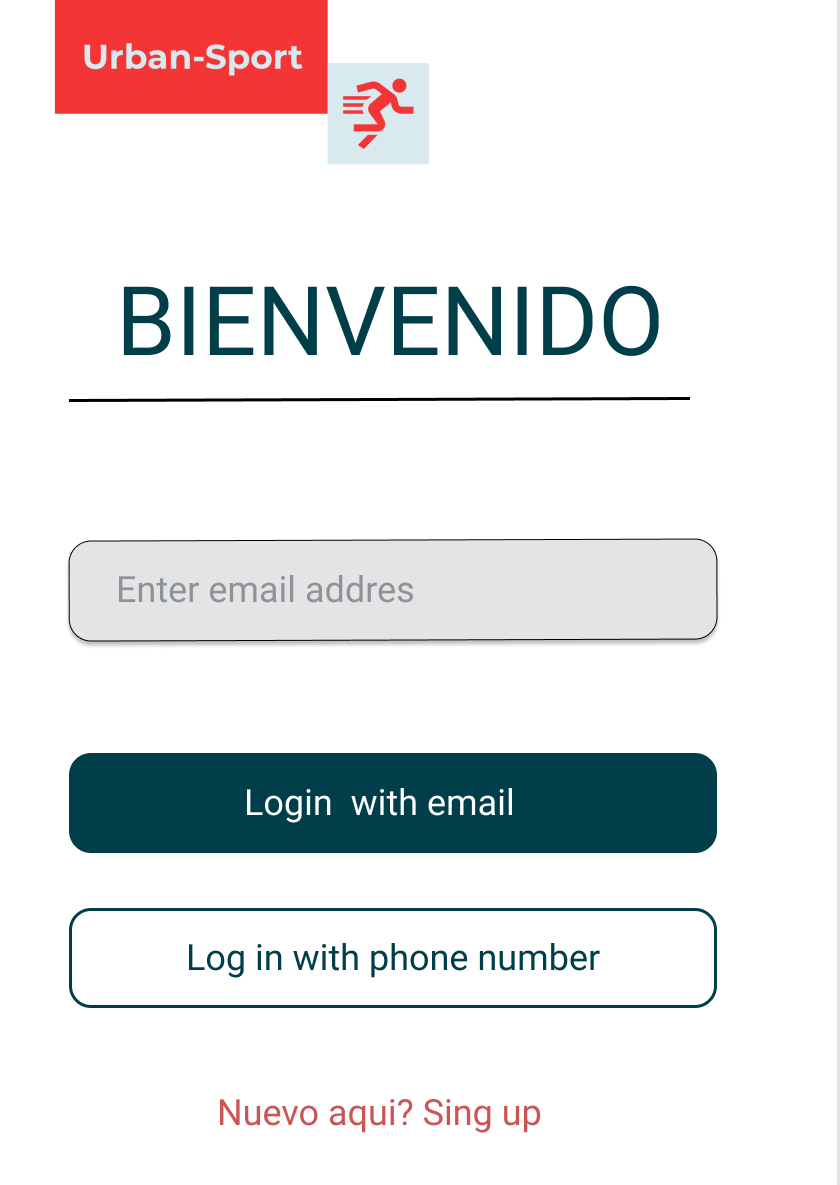 Urban-Sport
BIENVENIDO
Enter email addres
Login  with email
Log in with phone number
Nuevo aqui? Sing up